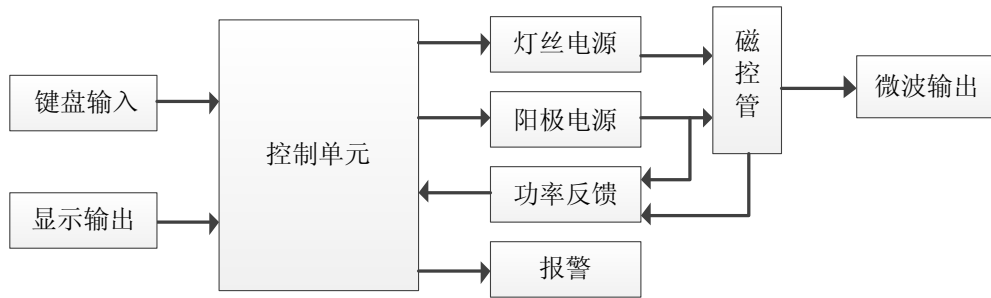 键盘输入
显示输出
控制单元
灯丝电源
阳极电源
功率反馈
报警
磁控管
微波输出